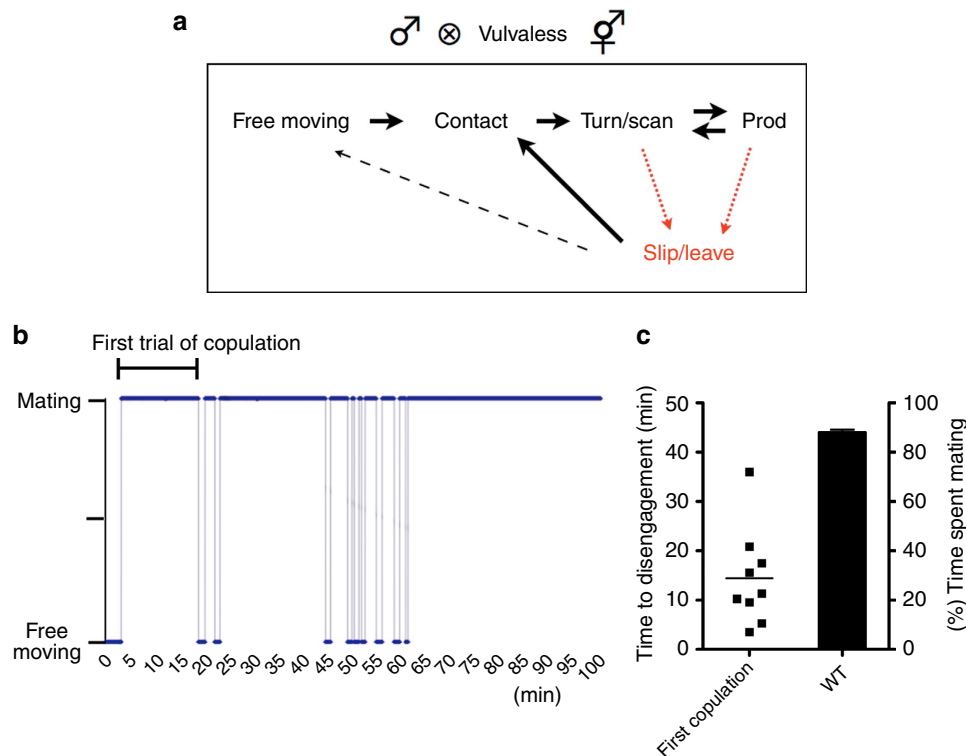 a
♂ ⊗ Vulvaless ⚥
Free moving Contact Turn/scan Prod
Slip/leave
b
First trial of copulation
Mating
Free
moving
0 5 10 15 20 25 30 35 40 45 50 55 60 65 70 75 80 85 90 95 100
(min)
c
Time to disengagement (min)
50
40
30
20
10
0
100
80
60
40
20
0
(%) Time spent mating
First copulation
WT